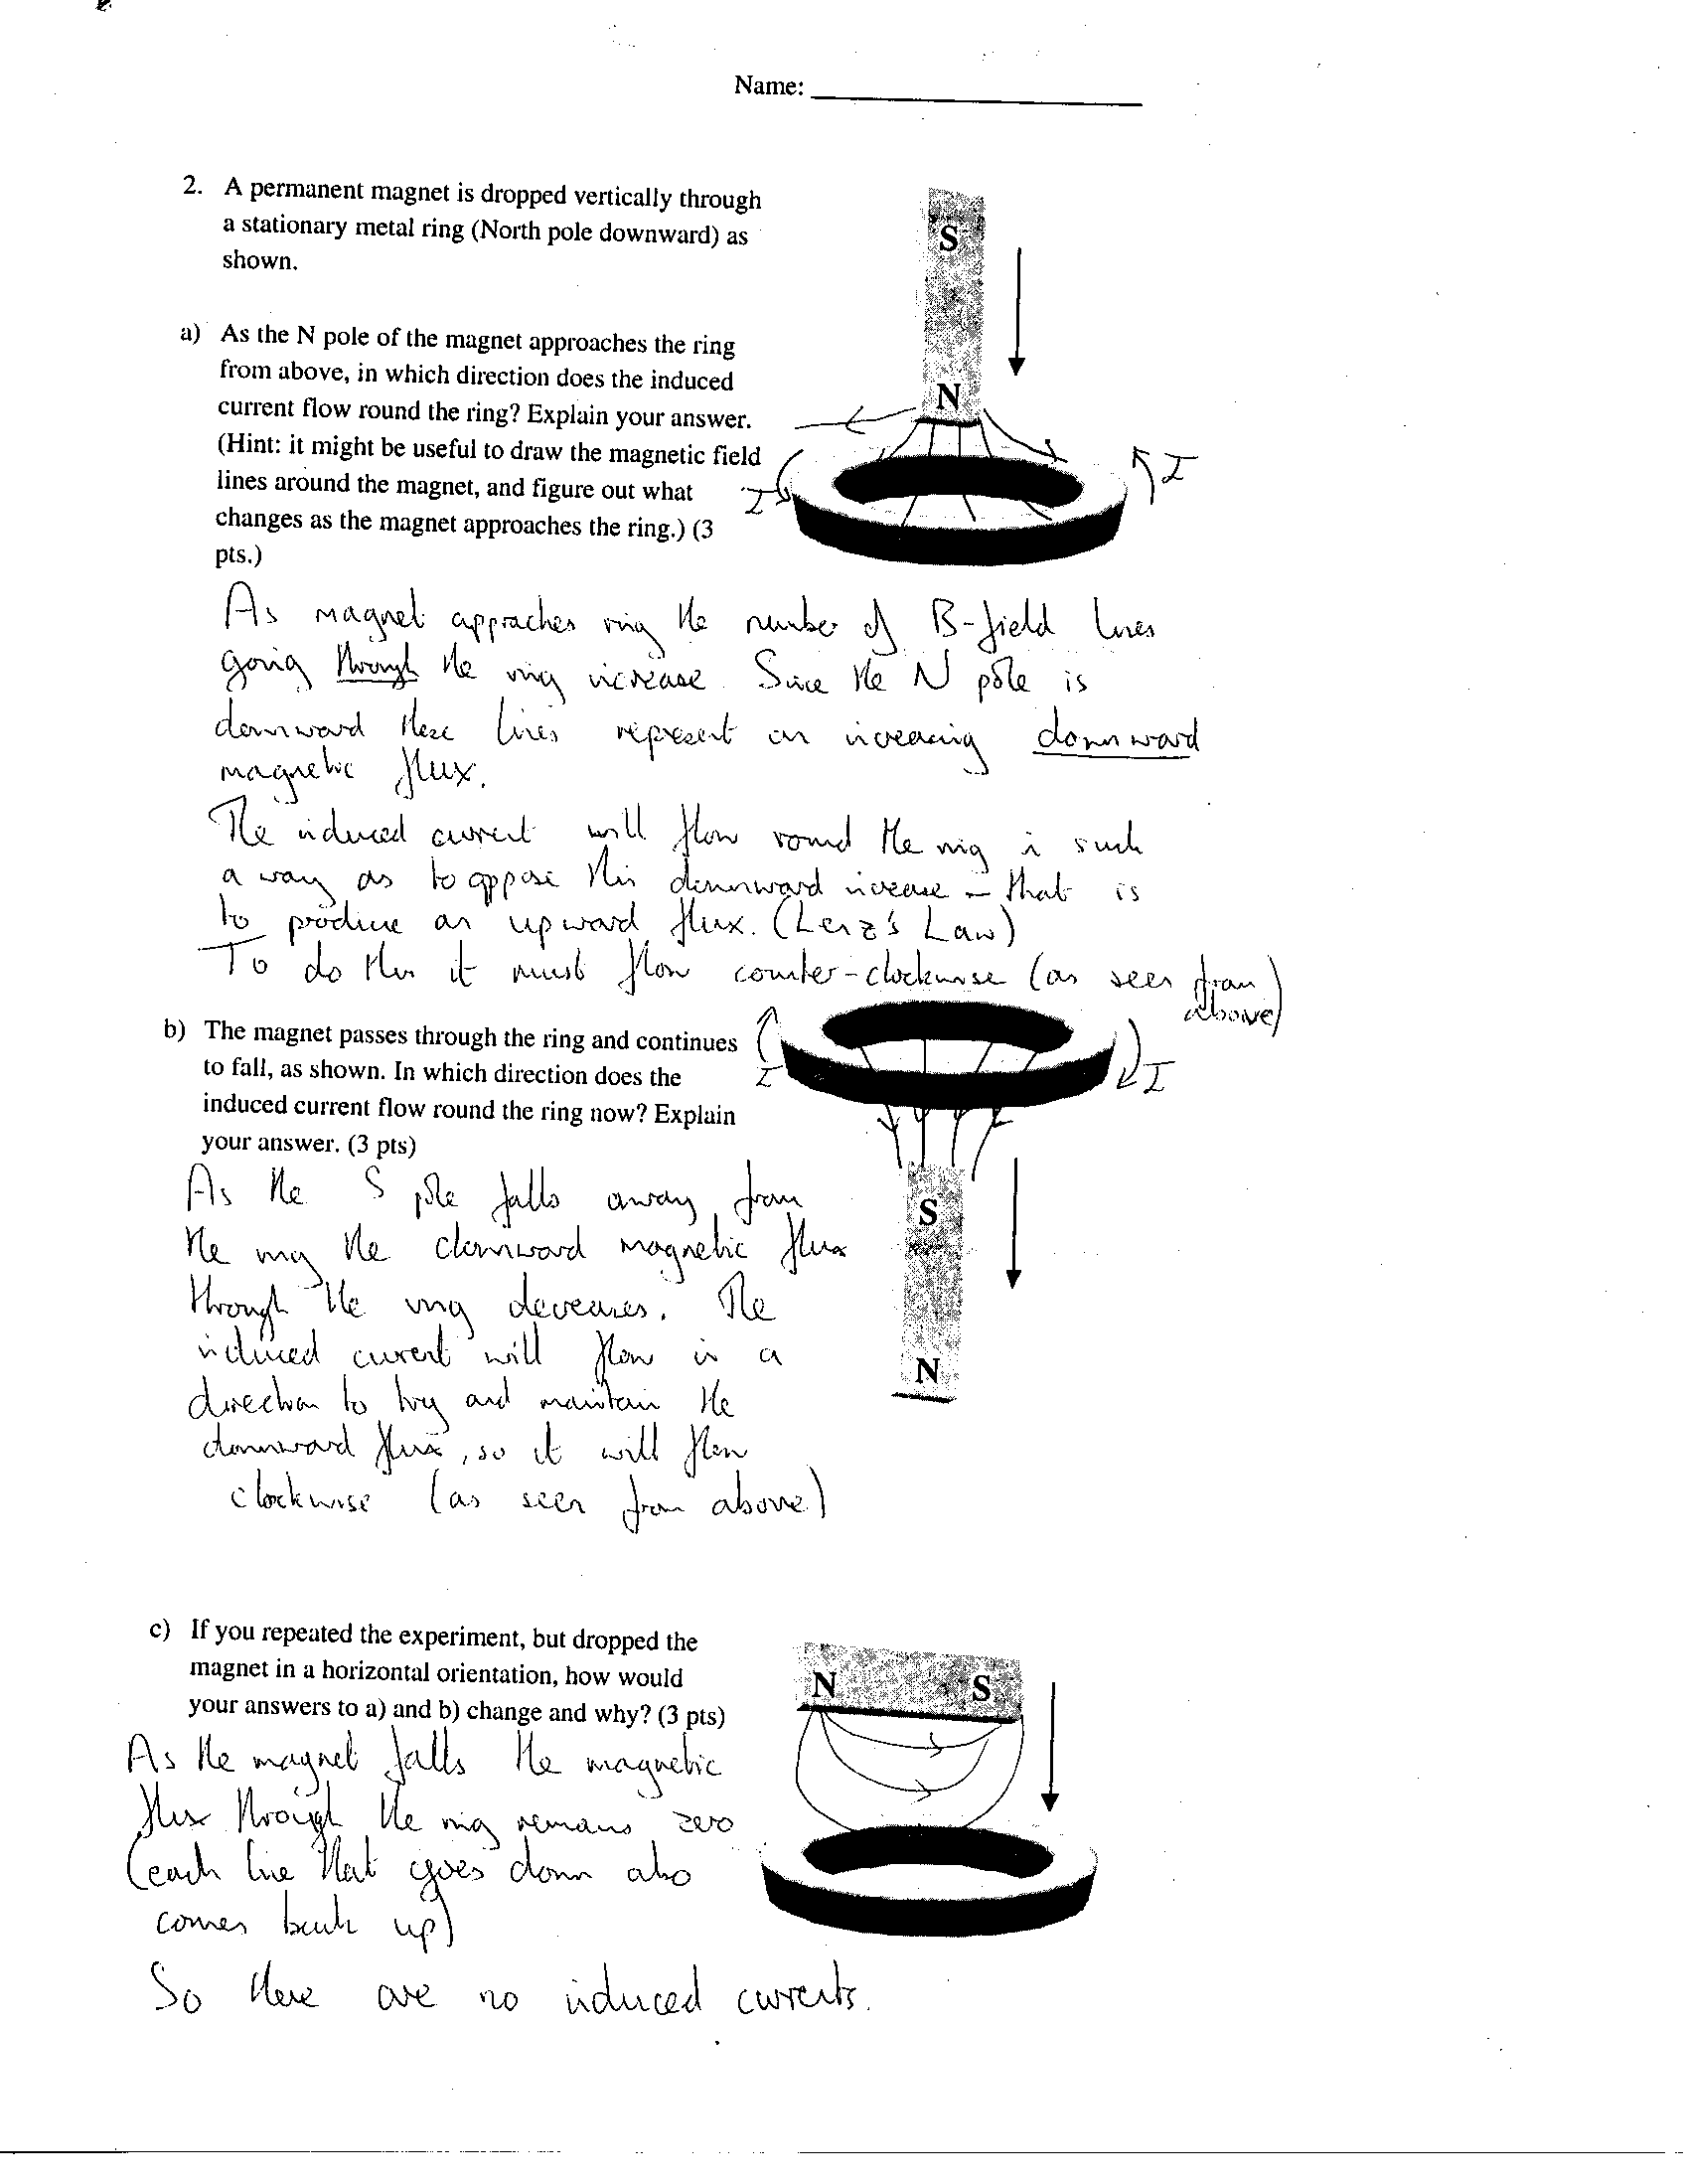 Name:
2. A permanent magnet is dropped vertically through
a stationary metal ring (North pole downward) as
shown.
S
N
a) As the N pole of the magnet approaches the ring
from above, in which direction does the induced
current flow round the ring? Explain your answer.
(Hint: it might be useful to draw the magnetic field
lines around the magnet, and figure out what
changes as the magnet approaches the ring.) (3
pts.)
I
I
As magnet approaches ring the number of B-field lines
going through the ring increase. Since the N pole is
downward these lines represent an increasing downward
magnetic flux.
The induced current will flow round the ring in such
a way as to oppose this downward increase – that is
to produce an upward flux. (Lenz's Law)
To do this it must flow counter-clockwise (as seen from
above)
b) The magnet passes through the ring and continues
to fall, as shown. In which direction does the
induced current flow round the ring now? Explain
your answer. (3 pts)
I
I
S
N
As the S pole falls away from
the ring the downward magnetic flux
through the ring decreases. The
induced current will flow in a
direction to try and maintain the
downward flux, so it will flow
clockwise (as seen from above)
c) If you repeated the experiment, but dropped the
magnet in a horizontal orientation, how would
your answers to a) and b) change and why? (3 pts)
N S
As the magnet falls the magnetic
flux through the ring remains zero
(each line that goes down also
comes back up)
So there are no induced currents.